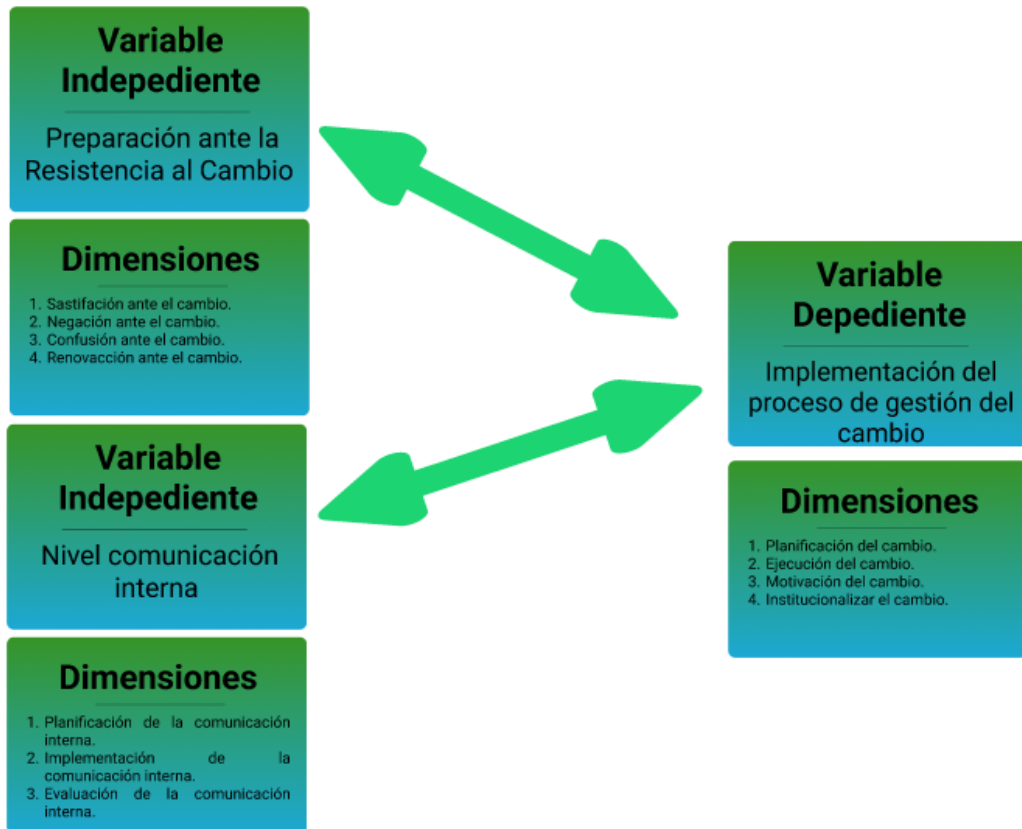 Variable
Indepediente
Preparación ante la
Resistencia al Cambio
Dimensiones
1. Sastifación ante el cambio.
2. Negación ante el cambio.
3. Confusión ante el cambio.
4. Renovacción ante el cambio.
Variable
Indepediente
Nivel comunicación
interna
Dimensiones
1. Planificación de la comunicación
interna.
2. Implementación de la
comunicación interna.
3. Evaluación de la comunicación
interna.
Variable
Depediente
Implementación del
proceso de gestión del
cambio
Dimensiones
1. Planificación del cambio.
2. Ejecución del cambio.
3. Motivación del cambio.
4. Institucionalizar el cambio.